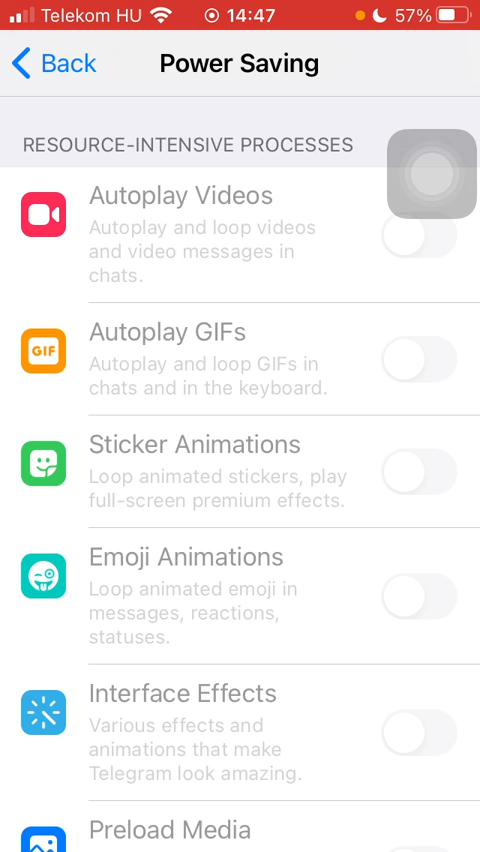 Telekom HU 14:47 57%
Back Power Saving
RESOURCE-INTENSIVE PROCESSES
Autoplay Videos
Autoplay and loop videos
and video messages in
chats.
GIF
Autoplay GIFs
Autoplay and loop GIFs in
chats and in the keyboard.
Sticker Animations
Loop animated stickers, play
full-screen premium effects.
Emoji Animations
Loop animated emoji in
messages, reactions,
statuses.
Interface Effects
Various effects and
animations that make
Telegram look amazing.
Preload Media